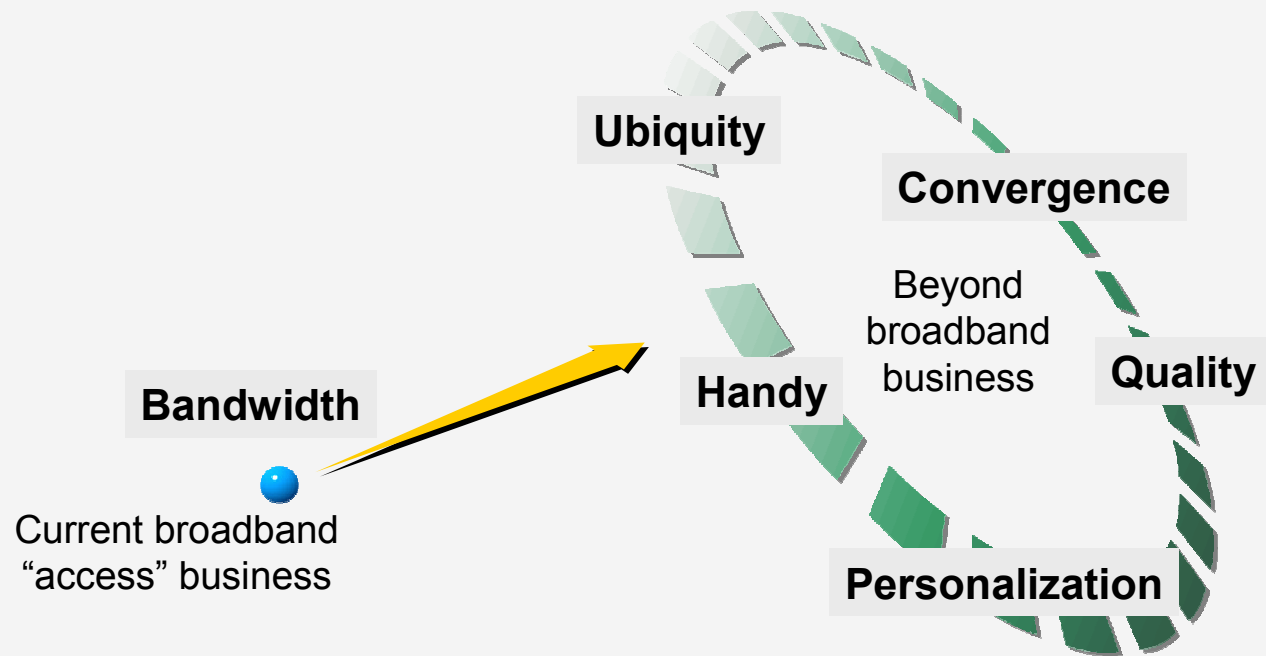 Ubiquity
Convergence
Beyond
broadband
business
Handy
Quality
Personalization
Bandwidth
Current broadband
“access” business